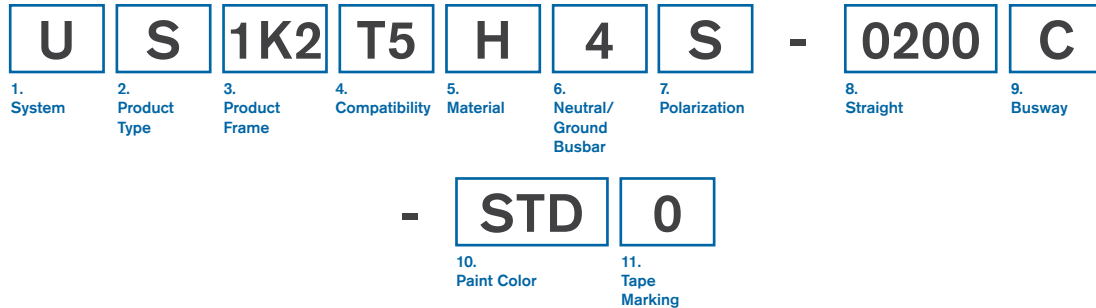 U S 1K2 T5 H 4 S - 0200 C
1. 2. 3. 4. 5. 6. 7. 8. 9.
System Product Product Compatibility Material Neutral/ Polarization Straight Busway
Type Frame Ground
Busbar
- STD 0
10. 11.
Paint Color Tape
Marking